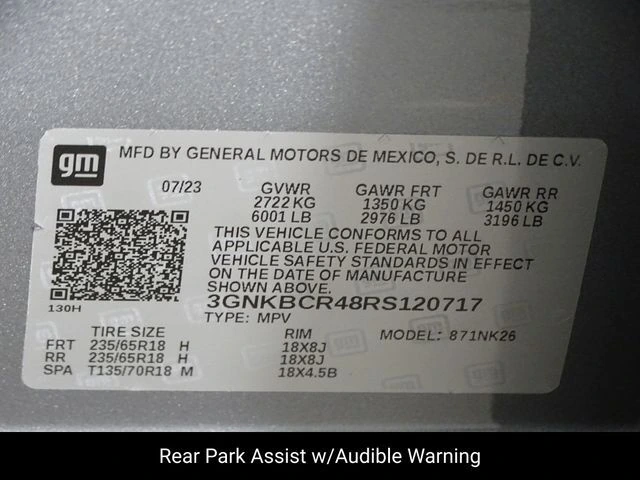 gm MFD BY GENERAL MOTORS DE MEXICO, S. DE R.L. DE C.V.
07/23 GVWR GAWR FRT GAWR RR
2722 KG 1350 KG 1450 KG
6001 LB 2976 LB 3196 LB
THIS VEHICLE CONFORMS TO ALL
APPLICABLE U.S. FEDERAL MOTOR
VEHICLE SAFETY STANDARDS IN EFFECT
ON THE DATE OF MANUFACTURE
SHOWN ABOVE.
3GNKBCR48RS120717
130H
TYPE: MPV
TIRE SIZE RIM MODEL: 871NK26
FRT 235/65R18 H 18X8J
RR 235/65R18 H 18X8J
SPA T135/70R18 M 18X4.5B
Rear Park Assist w/Audible Warning